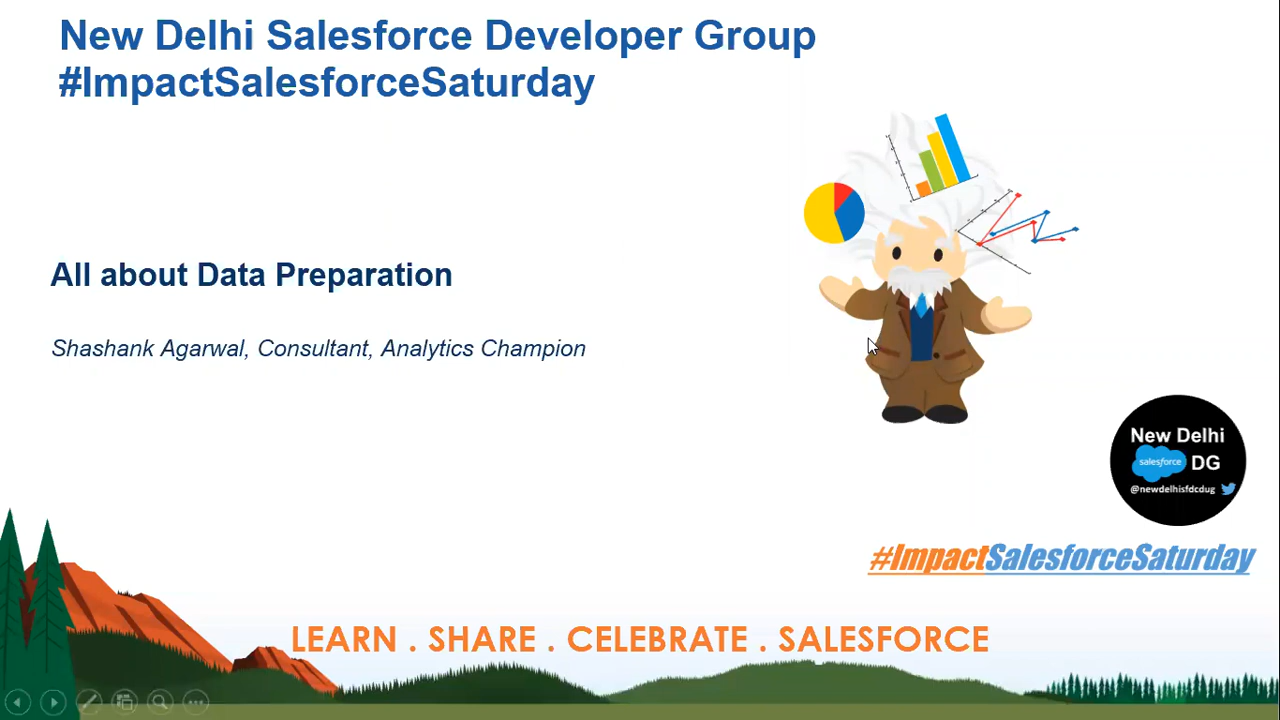 New Delhi Salesforce Developer Group
#ImpactSalesforceSaturday
All about Data Preparation
Shashank Agarwal, Consultant, Analytics Champion
New Delhi
salesforce DG
@newdelhisfdcdug
#ImpactSalesforceSaturday
LEARN . SHARE . CELEBRATE . SALESFORCE